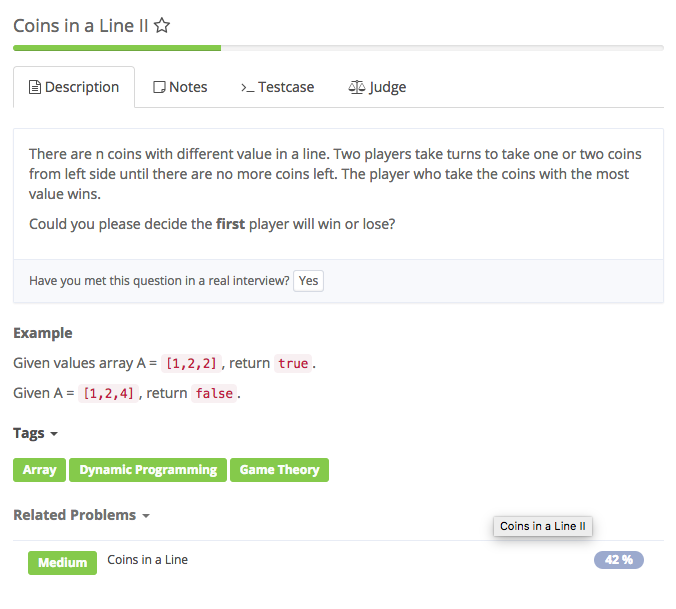 Coins in a Line II
Description
Notes
Testcase
Judge
There are n coins with different value in a line. Two players take turns to take one or two coins
from left side until there are no more coins left. The player who take the coins with the most
value wins.
Could you please decide the first player will win or lose?
Have you met this question in a real interview? Yes
Example
Given values array A = [1,2,2] , return true .
Given A = [1,2,4] , return false .
Tags
Array Dynamic Programming Game Theory
Related Problems
Coins in a Line II
Medium Coins in a Line 42 %